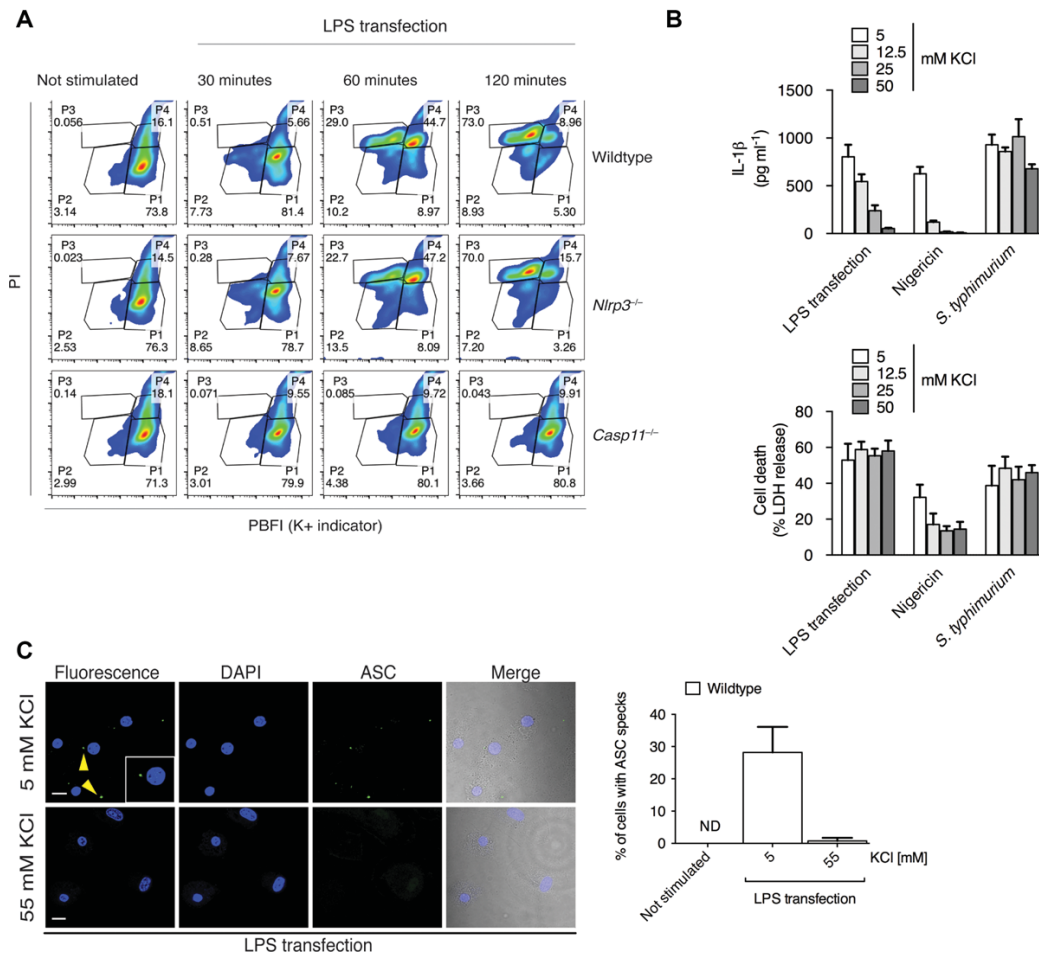 A
LPS transfection
Not stimulated 30 minutes 60 minutes 120 minutes
P3 0.056 P4 16.1 P2 3.14 P1 73.8
P3 0.51 P4 5.66 P2 7.73 P1 81.4
P3 29.0 P4 44.7 P2 10.2 P1 8.97
P3 73.0 P4 8.96 P2 8.93 P1 5.30
Wildtype
P3 0.023 P4 14.5 P2 2.53 P1 76.3
P3 0.28 P4 7.67 P2 8.65 P1 78.7
P3 22.7 P4 47.2 P2 13.5 P1 8.09
P3 70.0 P4 15.7 P2 7.20 P1 3.26
Nlrp3−/−
P3 0.14 P4 18.1 P2 2.99 P1 71.3
P3 0.071 P4 9.55 P2 3.01 P1 79.9
P3 0.085 P4 9.72 P2 4.38 P1 80.1
P3 0.043 P4 9.91 P2 3.66 P1 80.8
Casp11−/−
PI
PBFI (K+ indicator)
B
5
12.5
25
50
mM KCl
1500
1000
500
0
IL-1β
(pg ml⁻¹)
LPS transfection
Nigericin
S. typhimurium
5
12.5
25
50
mM KCl
80
60
40
20
0
Cell death
(% LDH release)
LPS transfection
Nigericin
S. typhimurium
C
Fluorescence DAPI ASC Merge
5 mM KCl
55 mM KCl
LPS transfection
Wildtype
40
30
20
10
0
% of cells with ASC specks
ND
Not stimulated
5
55
KCl [mM]
LPS transfection